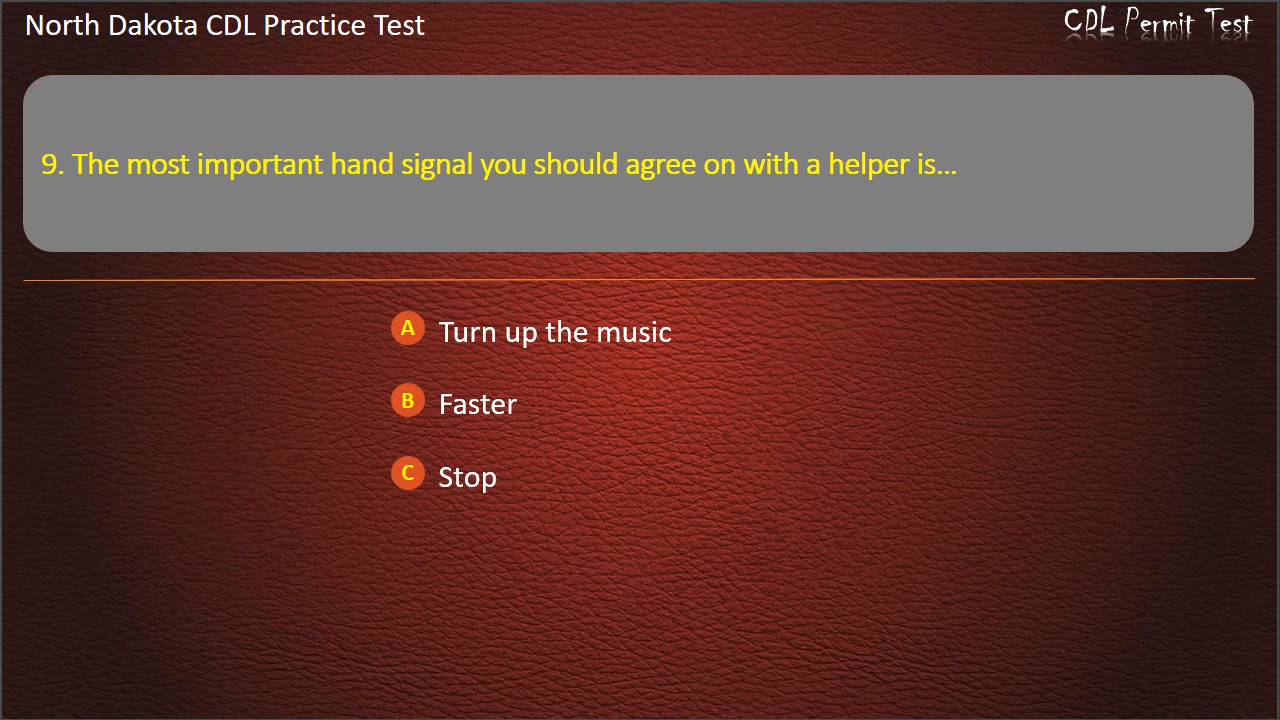 North Dakota CDL Practice Test
CDL Permit Test
9. The most important hand signal you should agree on with a helper is...
A Turn up the music
B Faster
C Stop